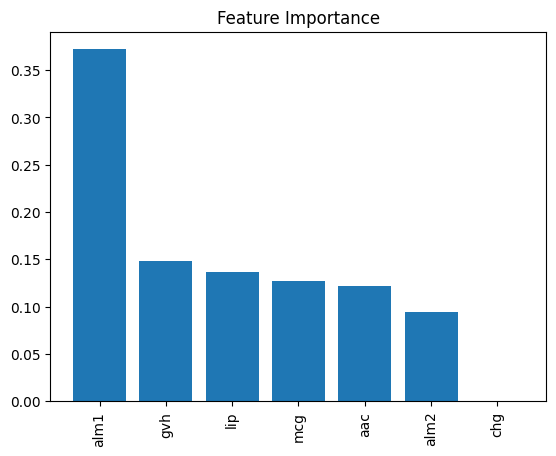 Feature Importance
0.35
0.30
0.25
0.20
0.15
0.10
0.05
0.00
alm1
gvh
lip
mcg
aac
alm2
chg